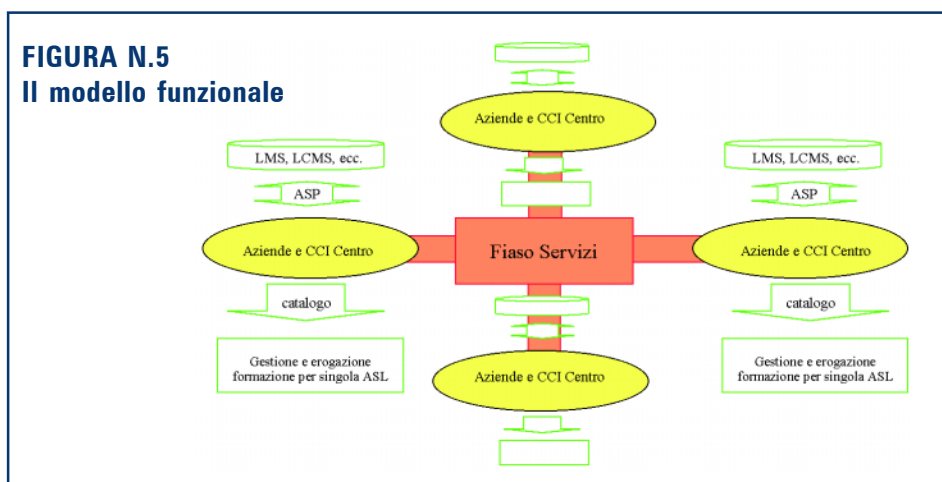 FIGURA N.5
Il modello funzionale
Aziende e CCI Centro
LMS, LCMS, ecc.
ASP
Aziende e CCI Centro
catalogo
Gestione e erogazione
formazione per singola ASL
Fiaso Servizi
LMS, LCMS, ecc.
ASP
Aziende e CCI Centro
catalogo
Gestione e erogazione
formazione per singola ASL
Aziende e CCI Centro